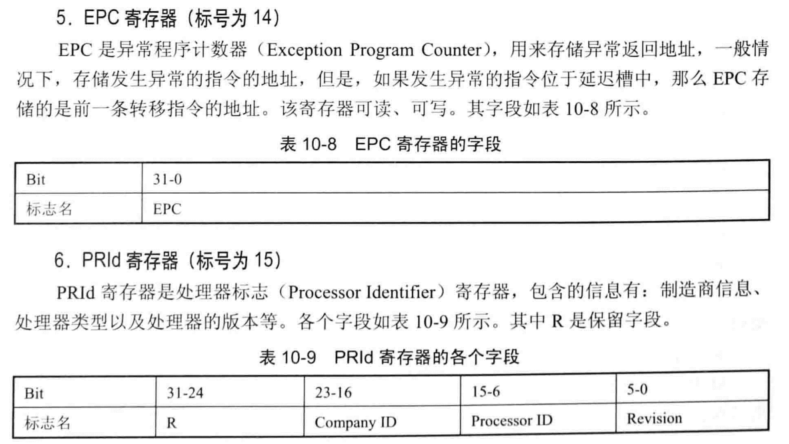 5．EPC 寄存器（标号为 14）
EPC 是异常程序计数器（Exception Program Counter），用来存储异常返回地址，一般情
况下，存储发生异常的指令的地址，但是，如果发生异常的指令位于延迟槽中，那么 EPC 存
储的是前一条转移指令的地址。该寄存器可读、可写。其字段如表 10-8 所示。
表 10-8　EPC 寄存器的字段
Bit 31-0
标志名 EPC
6．PRId 寄存器（标号为 15）
PRId 寄存器是处理器标志（Processor Identifier）寄存器，包含的信息有：制造商信息、
处理器类型以及处理器的版本等。各个字段如表 10-9 所示。其中 R 是保留字段。
表 10-9　PRId 寄存器的各个字段
Bit 31-24 23-16 15-6 5-0
标志名 R Company ID Processor ID Revision